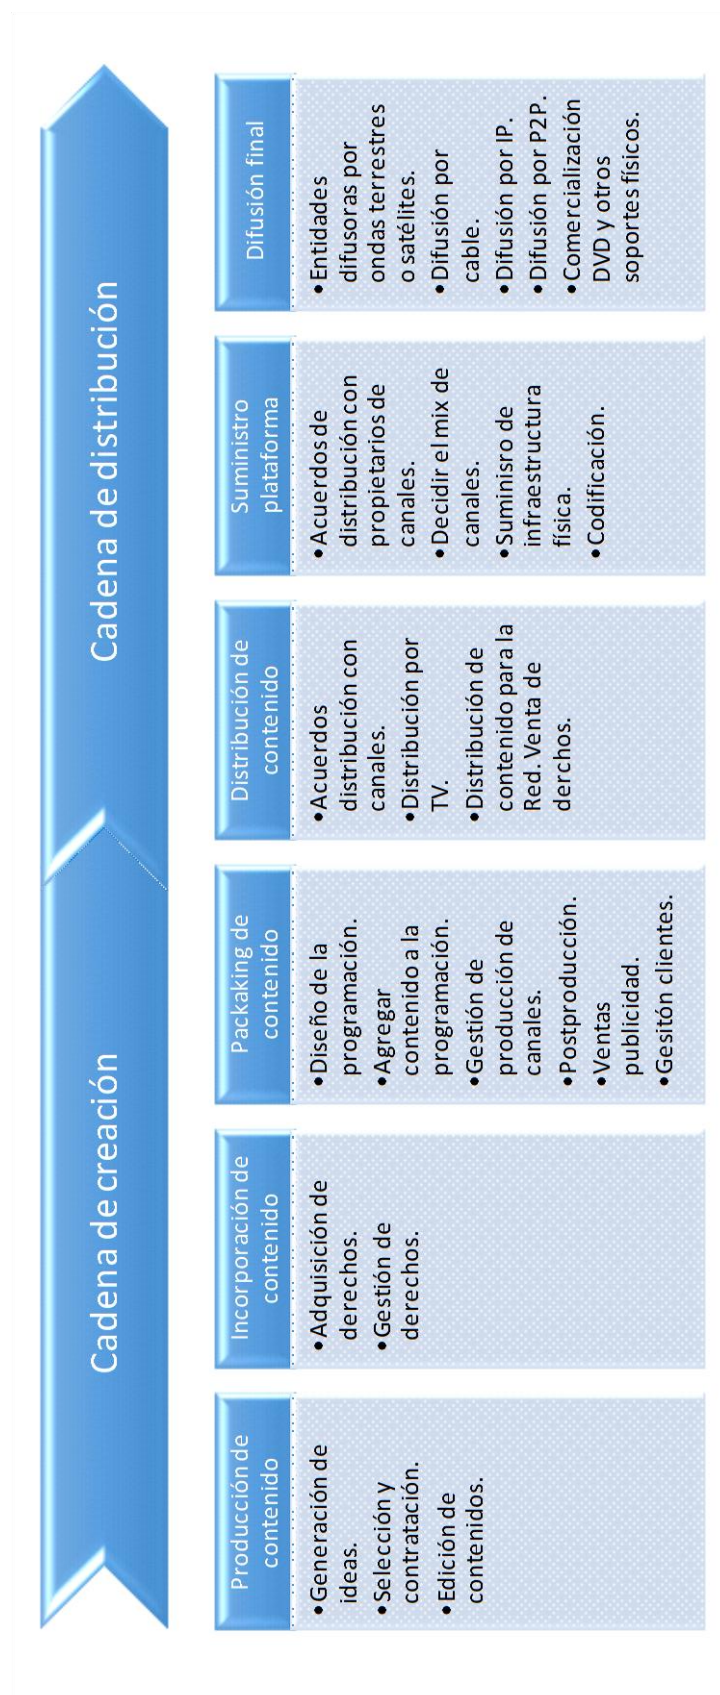 Cadena de creación
Cadena de distribución
Producción de
contenido
•Generación de
ideas.
•Selección y
contratación.
•Edición de
contenidos.
Incorporación de
contenido
•Adquisición de
derechos.
•Gestión de
derechos.
Packaking de
contenido
•Diseño de la
programación.
•Agregar
contenido a la
programación.
•Gestión de
producción de
canales.
•Postproducción.
•Ventas
publicidad.
•Gesitón clientes.
Distribución de
contenido
•Acuerdos
distribución con
canales.
•Distribución por
TV.
•Distribución de
contenido para la
Red. Venta de
derchos.
Suministro
plataforma
•Acuerdos de
distribución con
propietarios de
canales.
•Decidir el mix de
canales.
•Suminisro de
infraestructura
física.
•Codificación.
Difusión final
•Entidades
difusoras por
ondas terrestres
o satélites.
•Difusión por
cable.
•Difusión por IP.
•Difusión por P2P.
•Comercialización
DVD y otros
soportes físicos.